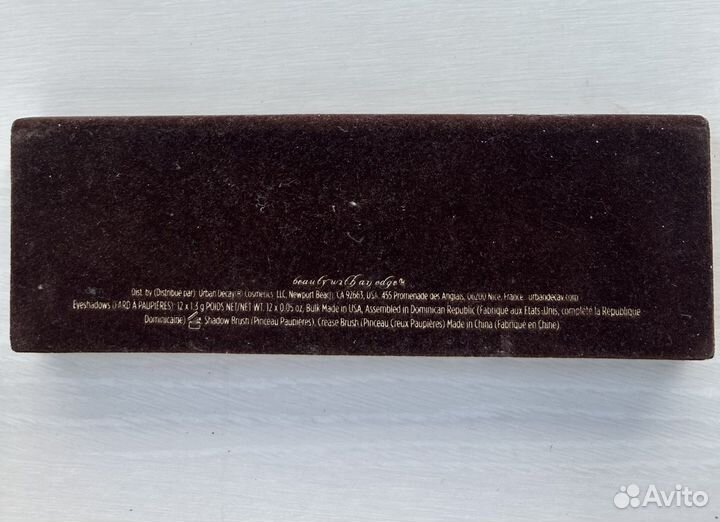 beauty with an edge™
Dist. by (Distribué par): Urban Decay® Cosmetics, LLC, Newport Beach, CA 92663, USA, 455 Promenade des Anglais, 06200 Nice, France urbandecay.com
Eyeshadows (FARD À PAUPIÈRES): 12 x 1.3 g POIDS NET/NET WT. 12 x 0.05 oz, Bulk Made in USA, Assembled in Dominican Republic (Fabriqué aux États-Unis, complété la République
Dominicaine) Shadow Brush (Pinceau Paupières), Crease Brush (Pinceau Creux Paupières) Made in China (Fabriqué en Chine).
Avito